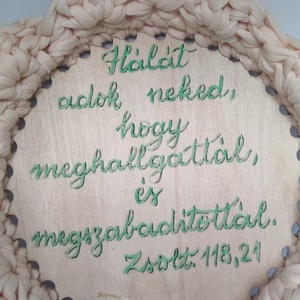 Hálát
adok neked,
hogy
meghallgattál,
és
megszabadítottál.
Zsolt. 118,21